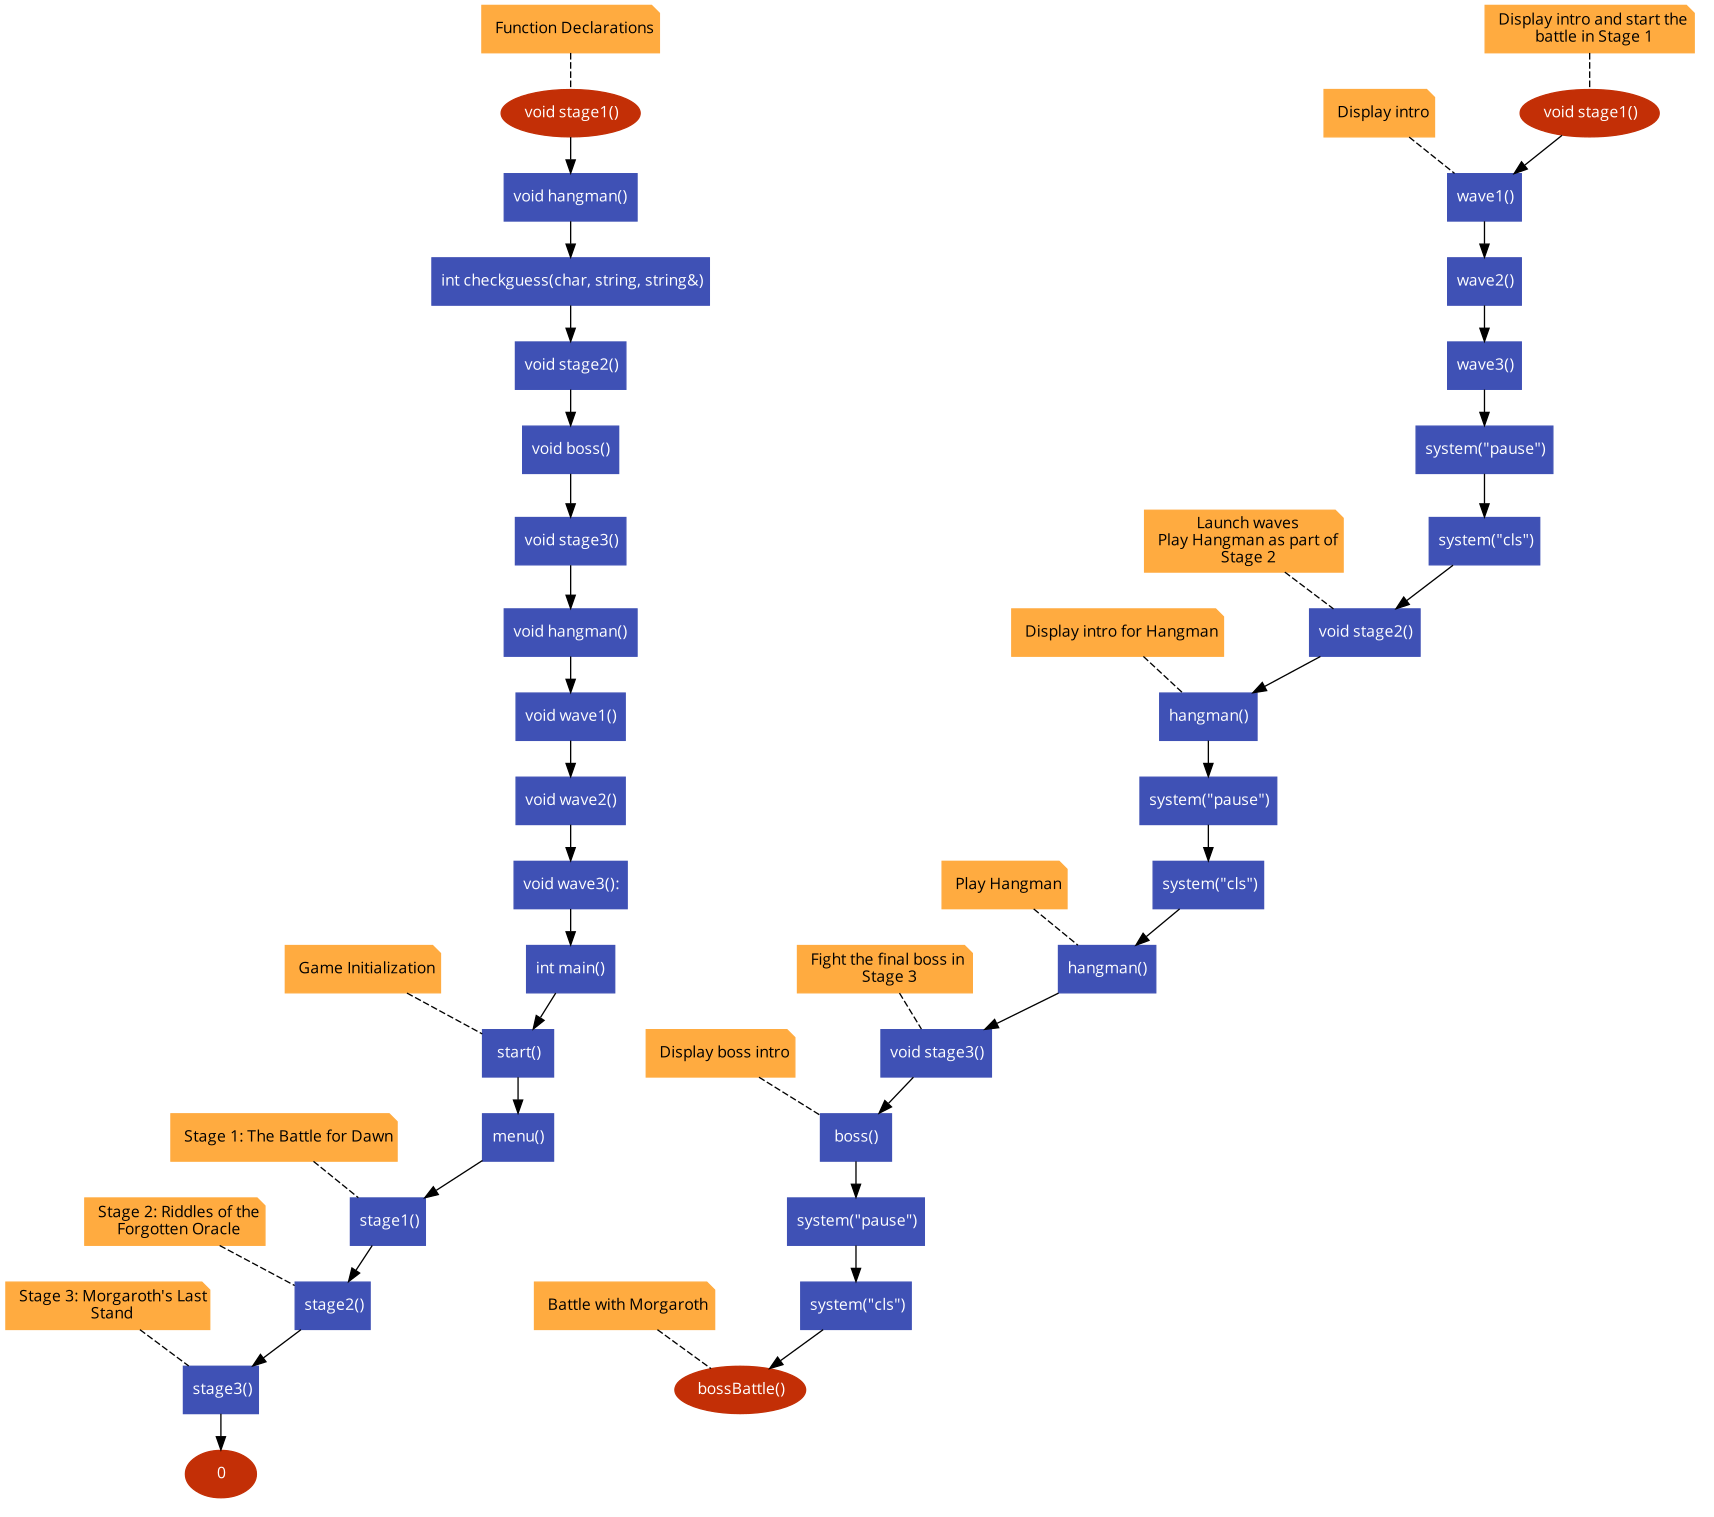 Function Declarations
void stage1()
void hangman()
int checkguess(char, string, string&)
void stage2()
void boss()
void stage3()
void hangman()
void wave1()
void wave2()
void wave3():
int main()
Game Initialization
start()
menu()
Stage 1: The Battle for Dawn
stage1()
Stage 2: Riddles of the
Forgotten Oracle
stage2()
Stage 3: Morgaroth's Last
Stand
stage3()
0
Display intro and start the
battle in Stage 1
void stage1()
Display intro
wave1()
wave2()
wave3()
system("pause")
system("cls")
Launch waves
Play Hangman as part of
Stage 2
void stage2()
Display intro for Hangman
hangman()
system("pause")
system("cls")
Play Hangman
hangman()
Fight the final boss in
Stage 3
void stage3()
Display boss intro
boss()
system("pause")
system("cls")
Battle with Morgaroth
bossBattle()